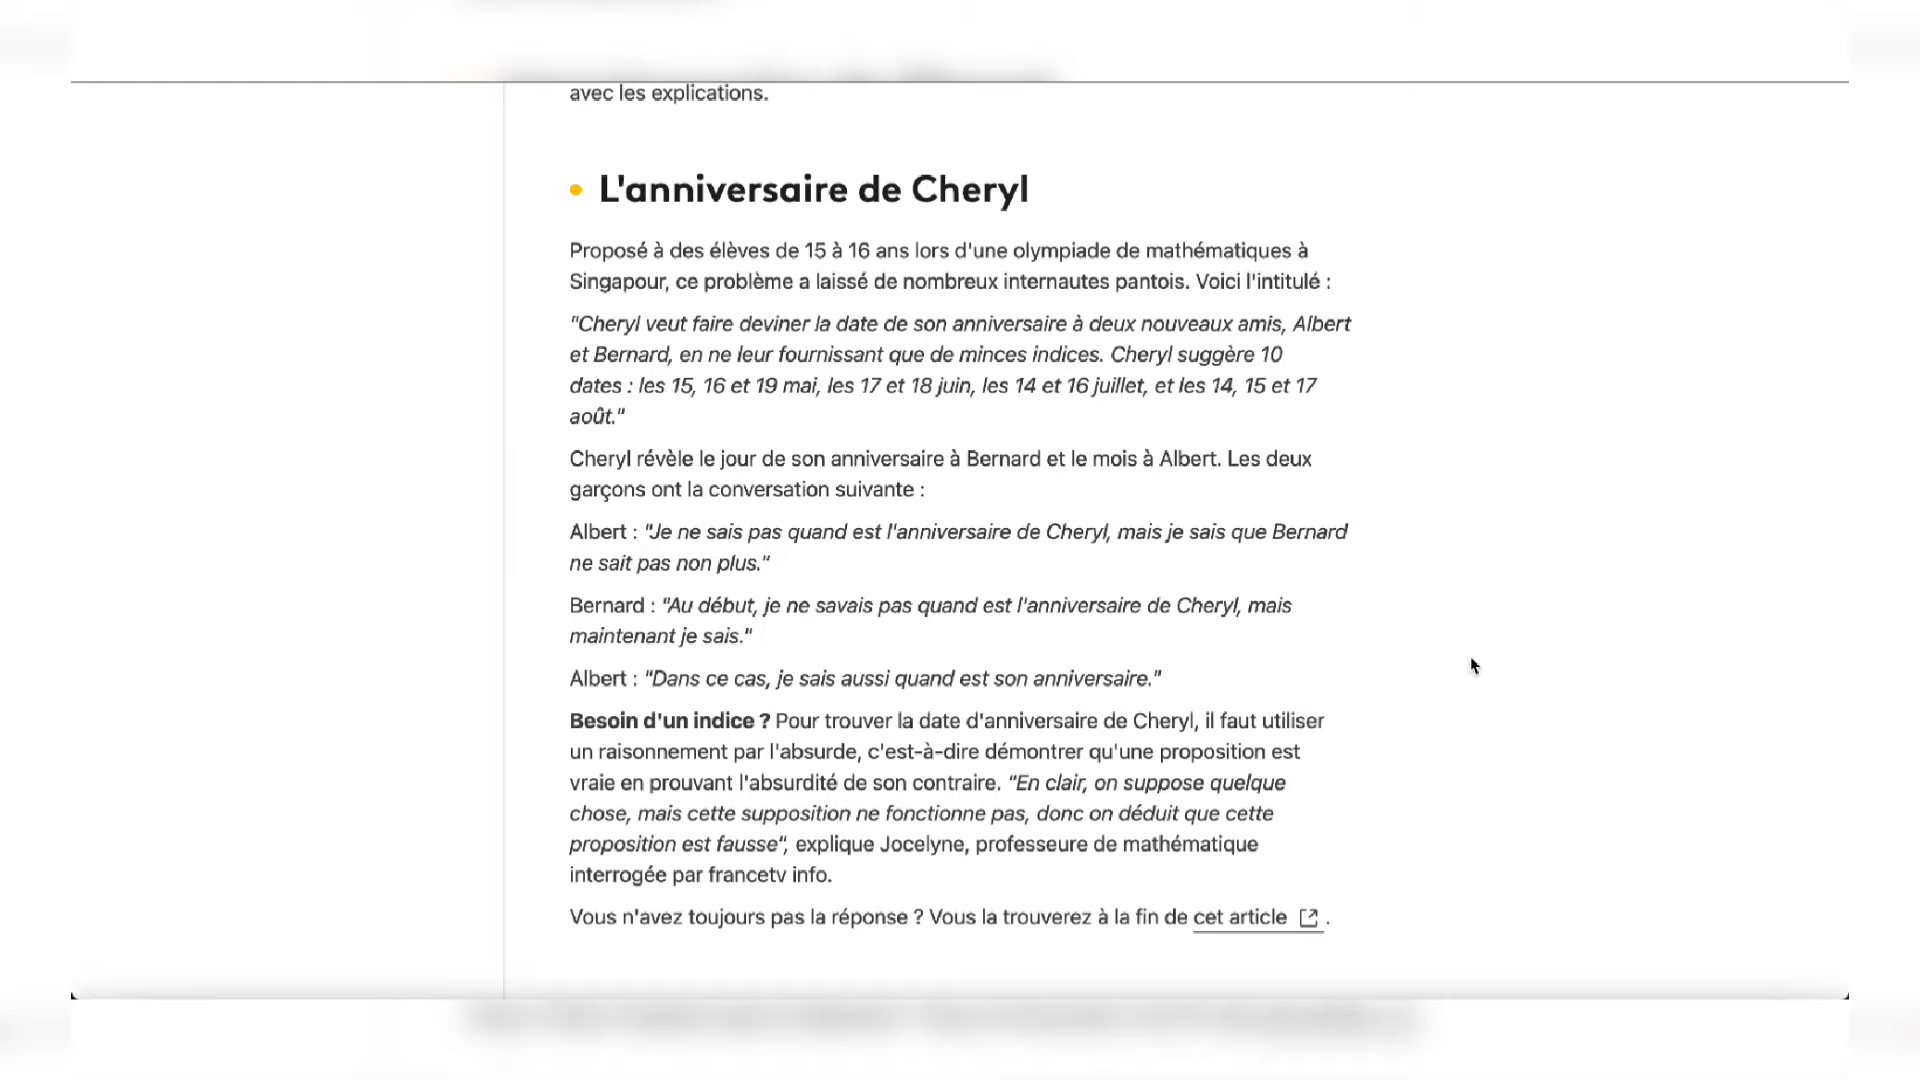 avec les explications.
• L'anniversaire de Cheryl
Proposé à des élèves de 15 à 16 ans lors d'une olympiade de mathématiques à
Singapour, ce problème a laissé de nombreux internautes pantois. Voici l'intitulé :
"Cheryl veut faire deviner la date de son anniversaire à deux nouveaux amis, Albert
et Bernard, en ne leur fournissant que de minces indices. Cheryl suggère 10
dates : les 15, 16 et 19 mai, les 17 et 18 juin, les 14 et 16 juillet, et les 14, 15 et 17
août."
Cheryl révèle le jour de son anniversaire à Bernard et le mois à Albert. Les deux
garçons ont la conversation suivante :
Albert : "Je ne sais pas quand est l'anniversaire de Cheryl, mais je sais que Bernard
ne sait pas non plus."
Bernard : "Au début, je ne savais pas quand est l'anniversaire de Cheryl, mais
maintenant je sais."
Albert : "Dans ce cas, je sais aussi quand est son anniversaire."
Besoin d'un indice ? Pour trouver la date d'anniversaire de Cheryl, il faut utiliser
un raisonnement par l'absurde, c'est-à-dire démontrer qu'une proposition est
vraie en prouvant l'absurdité de son contraire. "En clair, on suppose quelque
chose, mais cette supposition ne fonctionne pas, donc on déduit que cette
proposition est fausse", explique Jocelyne, professeure de mathématique
interrogée par francetv info.
Vous n'avez toujours pas la réponse ? Vous la trouverez à la fin de cet article .